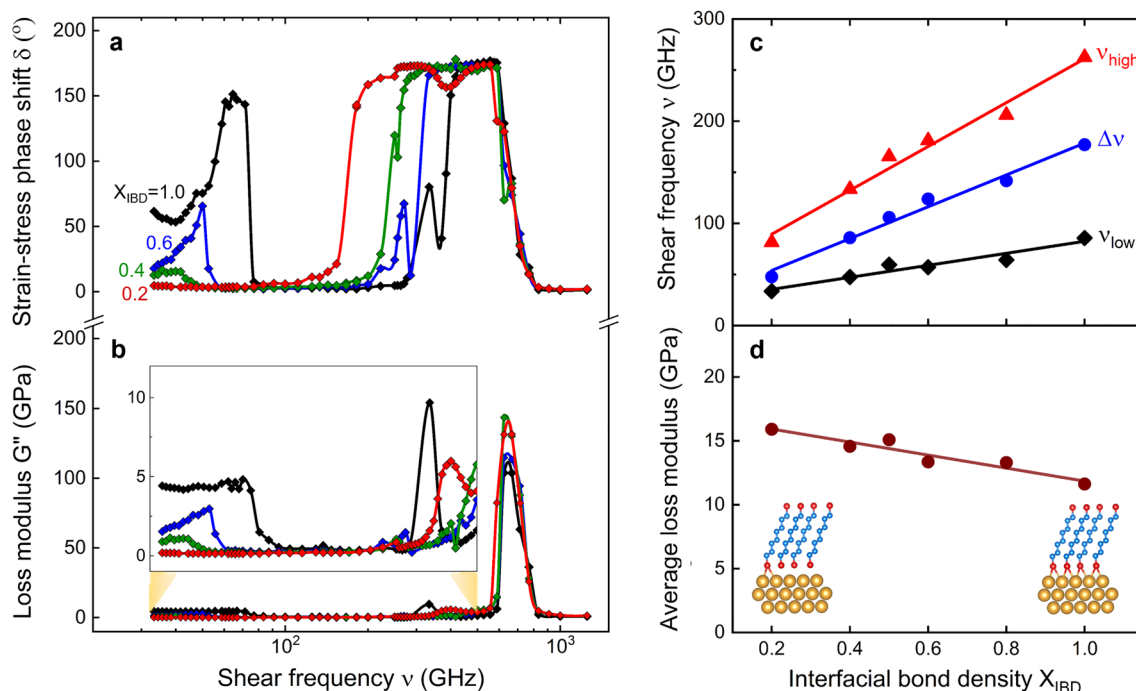 a
Strain-stress phase shift δ (°)
200
150
100
50
0
X_IBD=1.0
0.6
0.4
0.2
b
Loss modulus G" (GPa)
200
150
100
50
0
10
5
0
10²
10³
Shear frequency ν (GHz)
c
Shear frequency ν (GHz)
300
200
100
0
ν_high
Δν
ν_low
d
Average loss modulus (GPa)
20
15
10
5
0
0.2
0.4
0.6
0.8
1.0
Interfacial bond density X_IBD